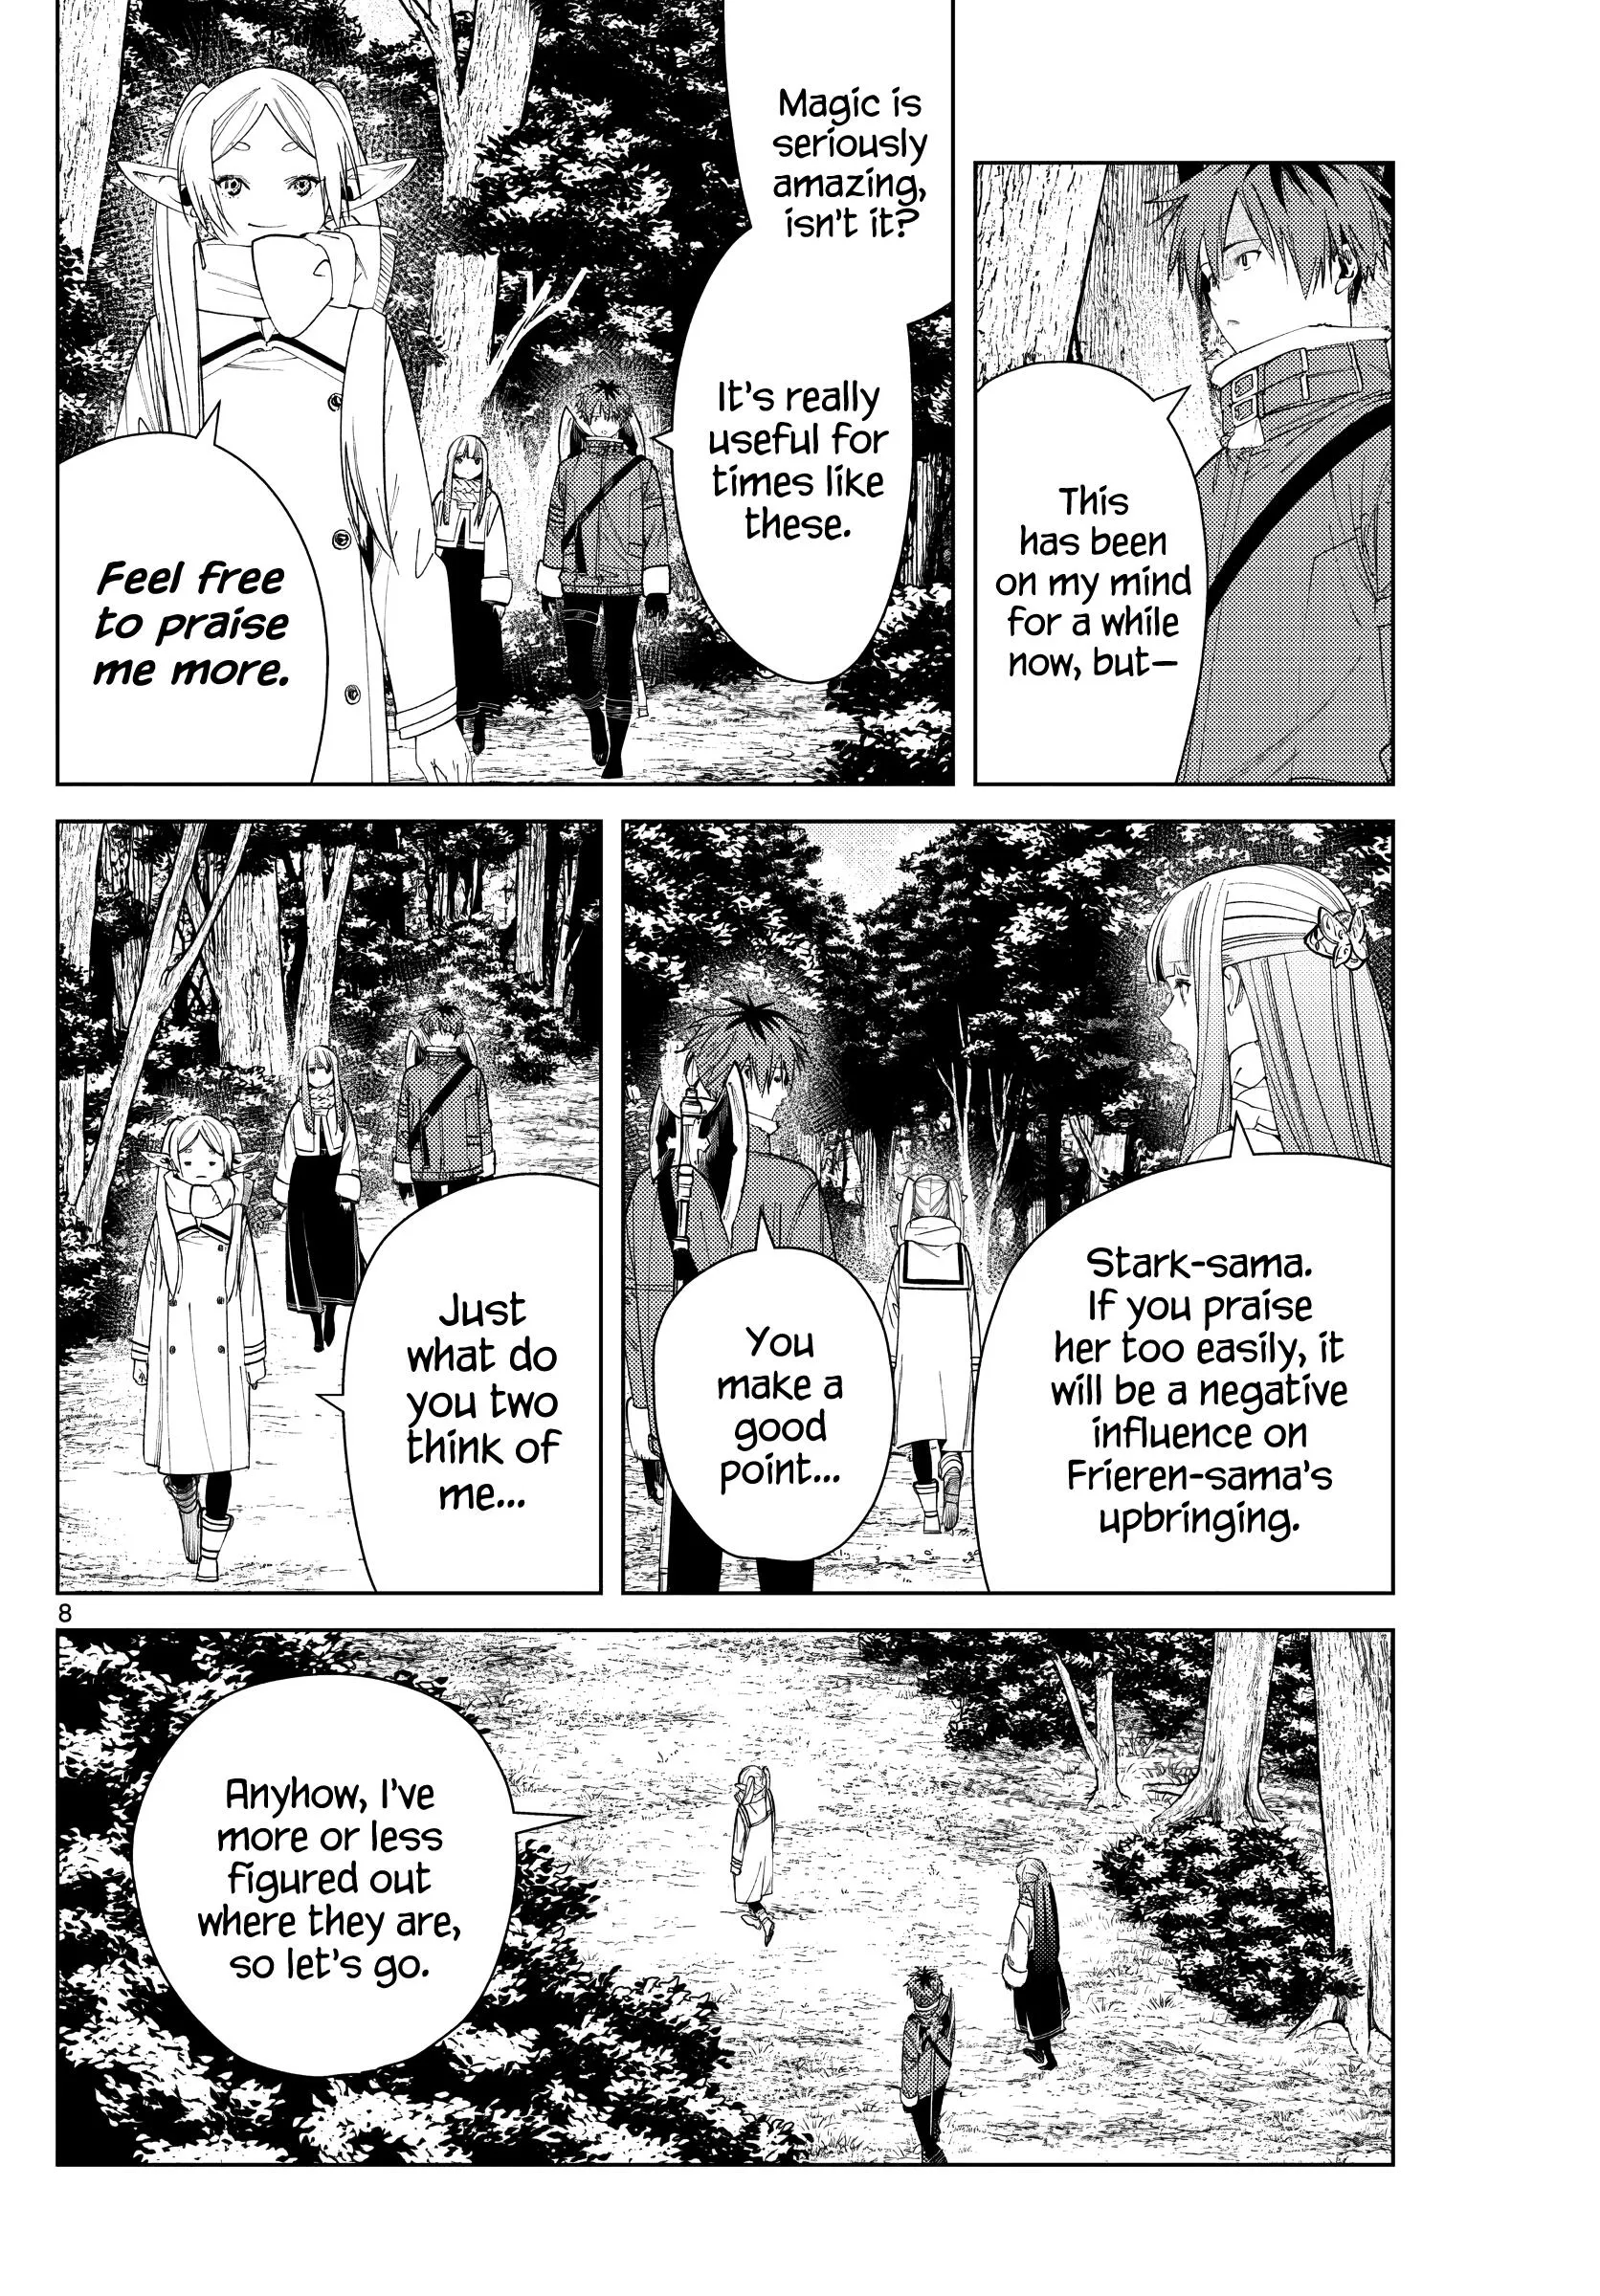 This
has been
on my mind
for a while
now, but—
Magic is
seriously
amazing,
isn't it?
It's really
useful for
times like
these.
Feel free
to praise
me more.
Stark-sama.
If you praise
her too easily, it
will be a negative
influence on
Frieren-sama's
upbringing.
You
make a
good
point...
Just
what do
you two
think of
me...
8
Anyhow, I've
more or less
figured out
where they are,
so let's go.